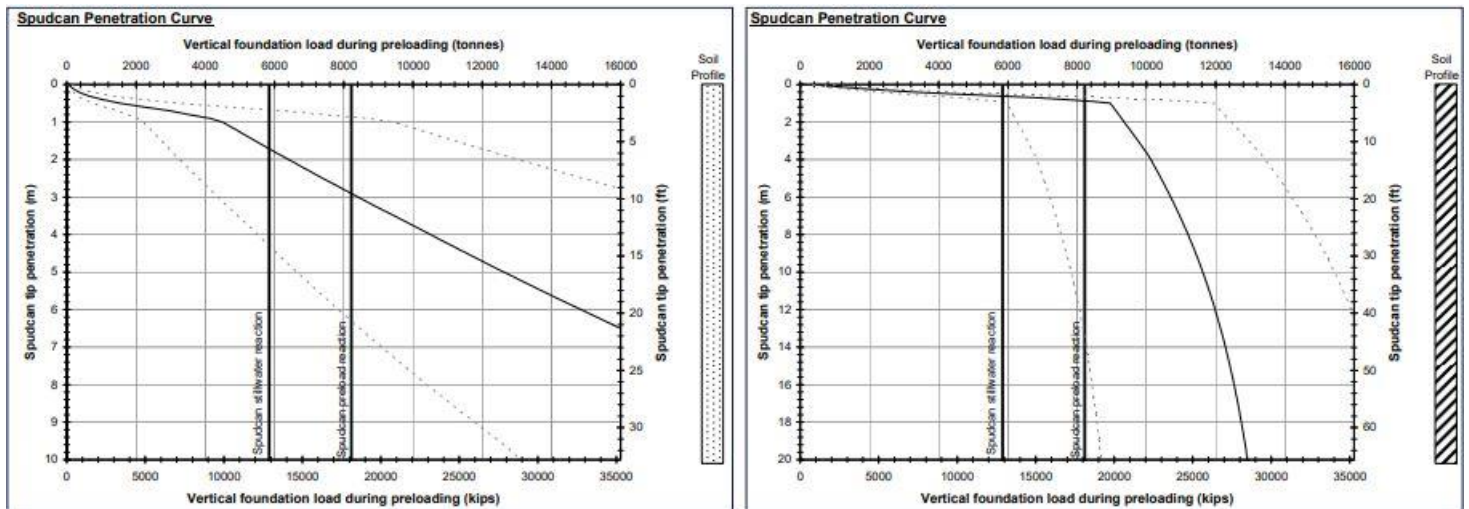 Spudcan Penetration Curve
Vertical foundation load during preloading (tonnes)
0 2000 4000 6000 8000 10000 12000 14000 16000
Soil
Profile
Spudcan tip penetration (m)
0
1
2
3
4
5
6
7
8
9
10
Spudcan stillwater reaction
Spudcan preload reaction
Spudcan tip penetration (ft)
0
5
10
15
20
25
30
0 5000 10000 15000 20000 25000 30000 35000
Vertical foundation load during preloading (kips)
Spudcan Penetration Curve
Vertical foundation load during preloading (tonnes)
0 2000 4000 6000 8000 10000 12000 14000 16000
Soil
Profile
Spudcan tip penetration (m)
0
2
4
6
8
10
12
14
16
18
20
Spudcan stillwater reaction
Spudcan preload reaction
Spudcan tip penetration (ft)
0
10
20
30
40
50
60
0 5000 10000 15000 20000 25000 30000 35000
Vertical foundation load during preloading (kips)